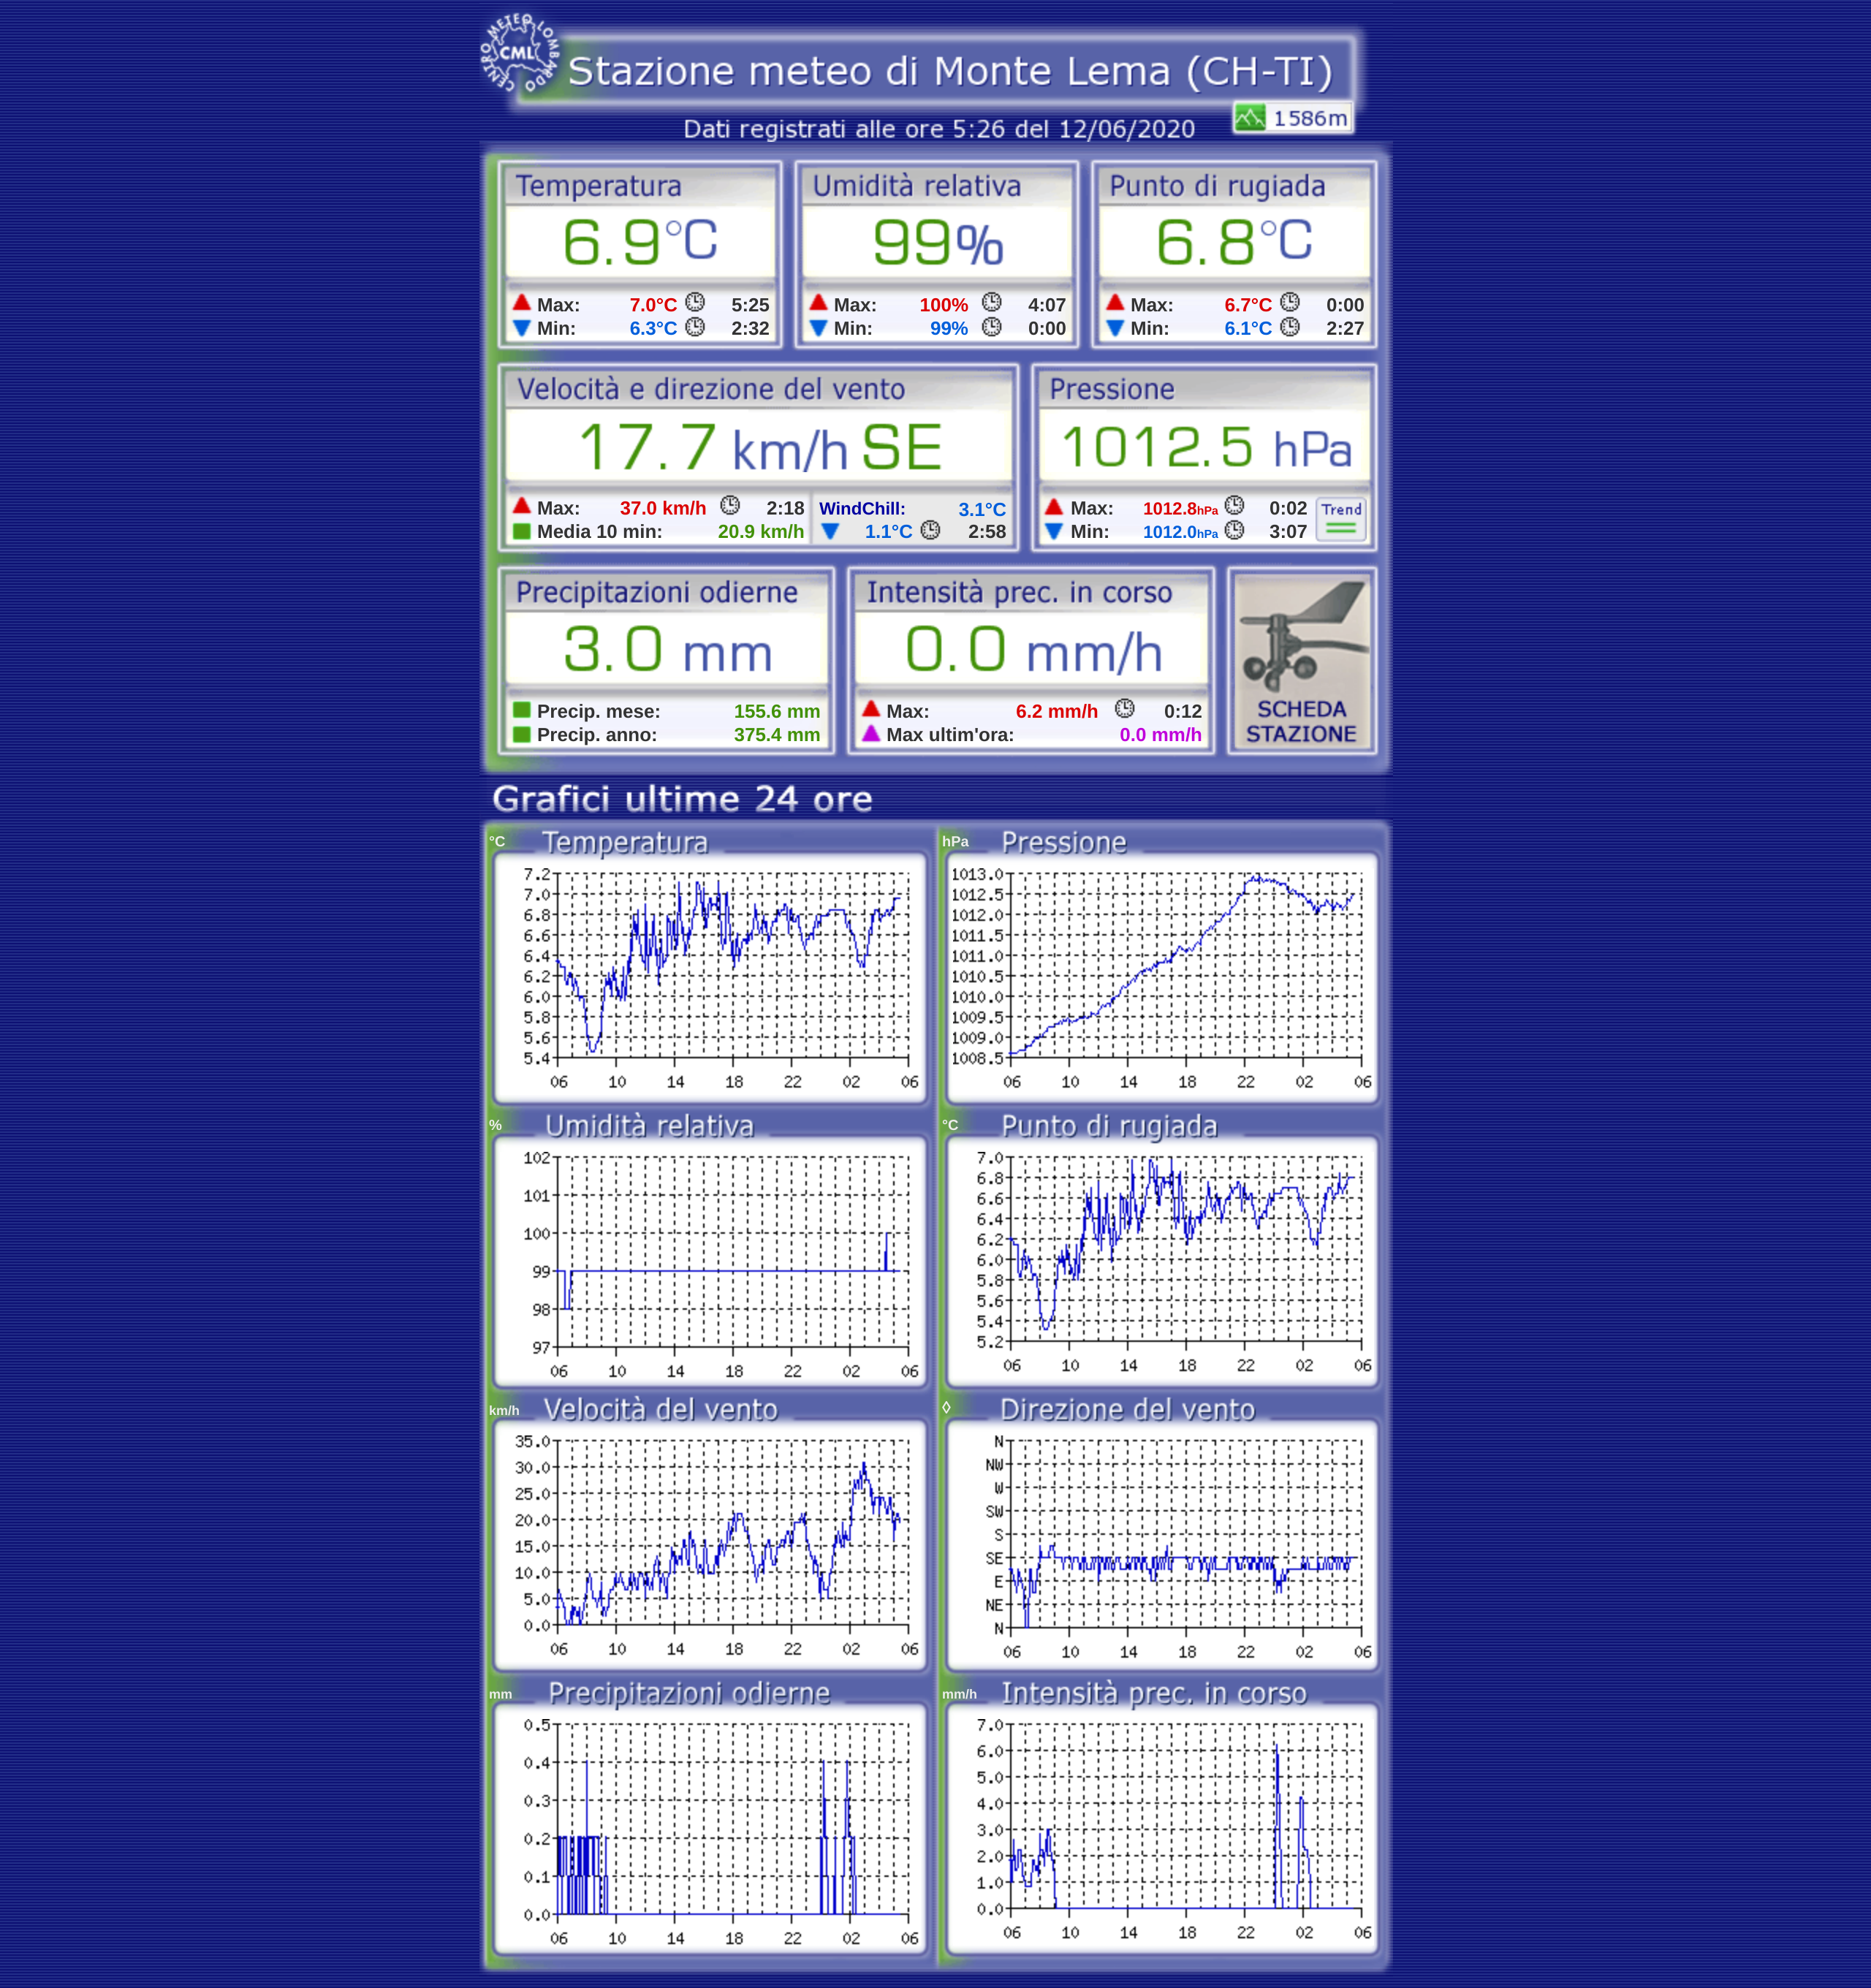 CENTRO METEO LOMBARDO
CML
Stazione meteo di Monte Lema (CH-TI)
1586m
Dati registrati alle ore 5:26 del 12/06/2020
Temperatura Umidità relativa Punto di rugiada
6.9°C 99% 6.8°C
Max: 7.0°C 5:25 Max: 100% 4:07 Max: 6.7°C 0:00
Min: 6.3°C 2:32 Min: 99% 0:00 Min: 6.1°C 2:27
Velocità e direzione del vento Pressione
17.7 km/h SE 1012.5 hPa
Max: 37.0 km/h 2:18 WindChill: 3.1°C Max: 1012.8hPa 0:02 Trend
Media 10 min: 20.9 km/h 1.1°C 2:58 Min: 1012.0hPa 3:07
Precipitazioni odierne Intensità prec. in corso
3.0 mm 0.0 mm/h
Precip. mese: 155.6 mm Max: 6.2 mm/h 0:12 SCHEDA
Precip. anno: 375.4 mm Max ultim'ora: 0.0 mm/h STAZIONE
Grafici ultime 24 ore
°C Temperatura hPa Pressione
7.2 1013.0
7.0 1012.5
6.8 1012.0
6.6 1011.5
6.4 1011.0
6.2 1010.5
6.0 1010.0
5.8 1009.5
5.6 1009.0
5.4 1008.5
06 10 14 18 22 02 06 06 10 14 18 22 02 06
% Umidità relativa °C Punto di rugiada
102 7.0
6.8
101 6.6
6.4
100 6.2
6.0
99 5.8
5.6
98 5.4
97 5.2
06 10 14 18 22 02 06 06 10 14 18 22 02 06
km/h Velocità del vento ◊ Direzione del vento
35.0 N
30.0 NW
25.0 W
SW
20.0 S
15.0 SE
10.0 E
5.0 NE
0.0 N
06 10 14 18 22 02 06 06 10 14 18 22 02 06
mm Precipitazioni odierne mm/h Intensità prec. in corso
0.5 7.0
0.4 6.0
5.0
0.3 4.0
0.2 3.0
2.0
0.1 1.0
0.0 0.0
06 10 14 18 22 02 06 06 10 14 18 22 02 06